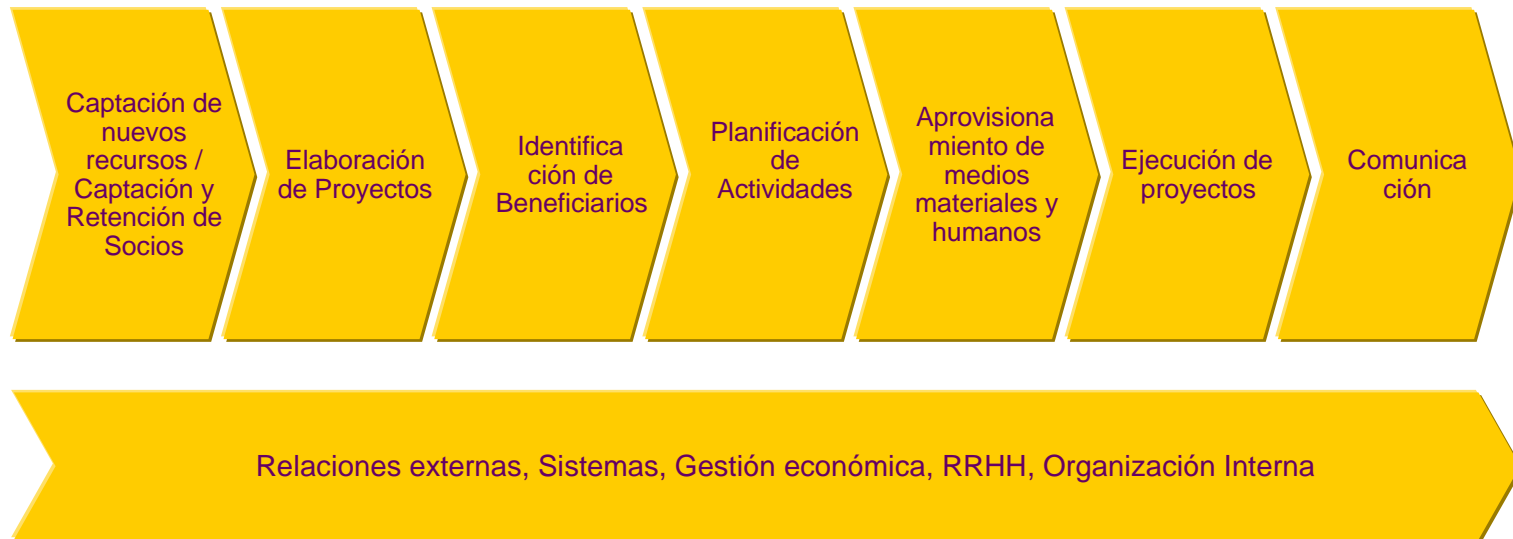 Captación de
nuevos
recursos /
Captación y
Retención de
Socios
Elaboración
de Proyectos
Identifica
ción de
Beneficiarios
Planificación
de
Actividades
Aprovisiona
miento de
medios
materiales y
humanos
Ejecución de
proyectos
Comunica
ción
Relaciones externas, Sistemas, Gestión económica, RRHH, Organización Interna